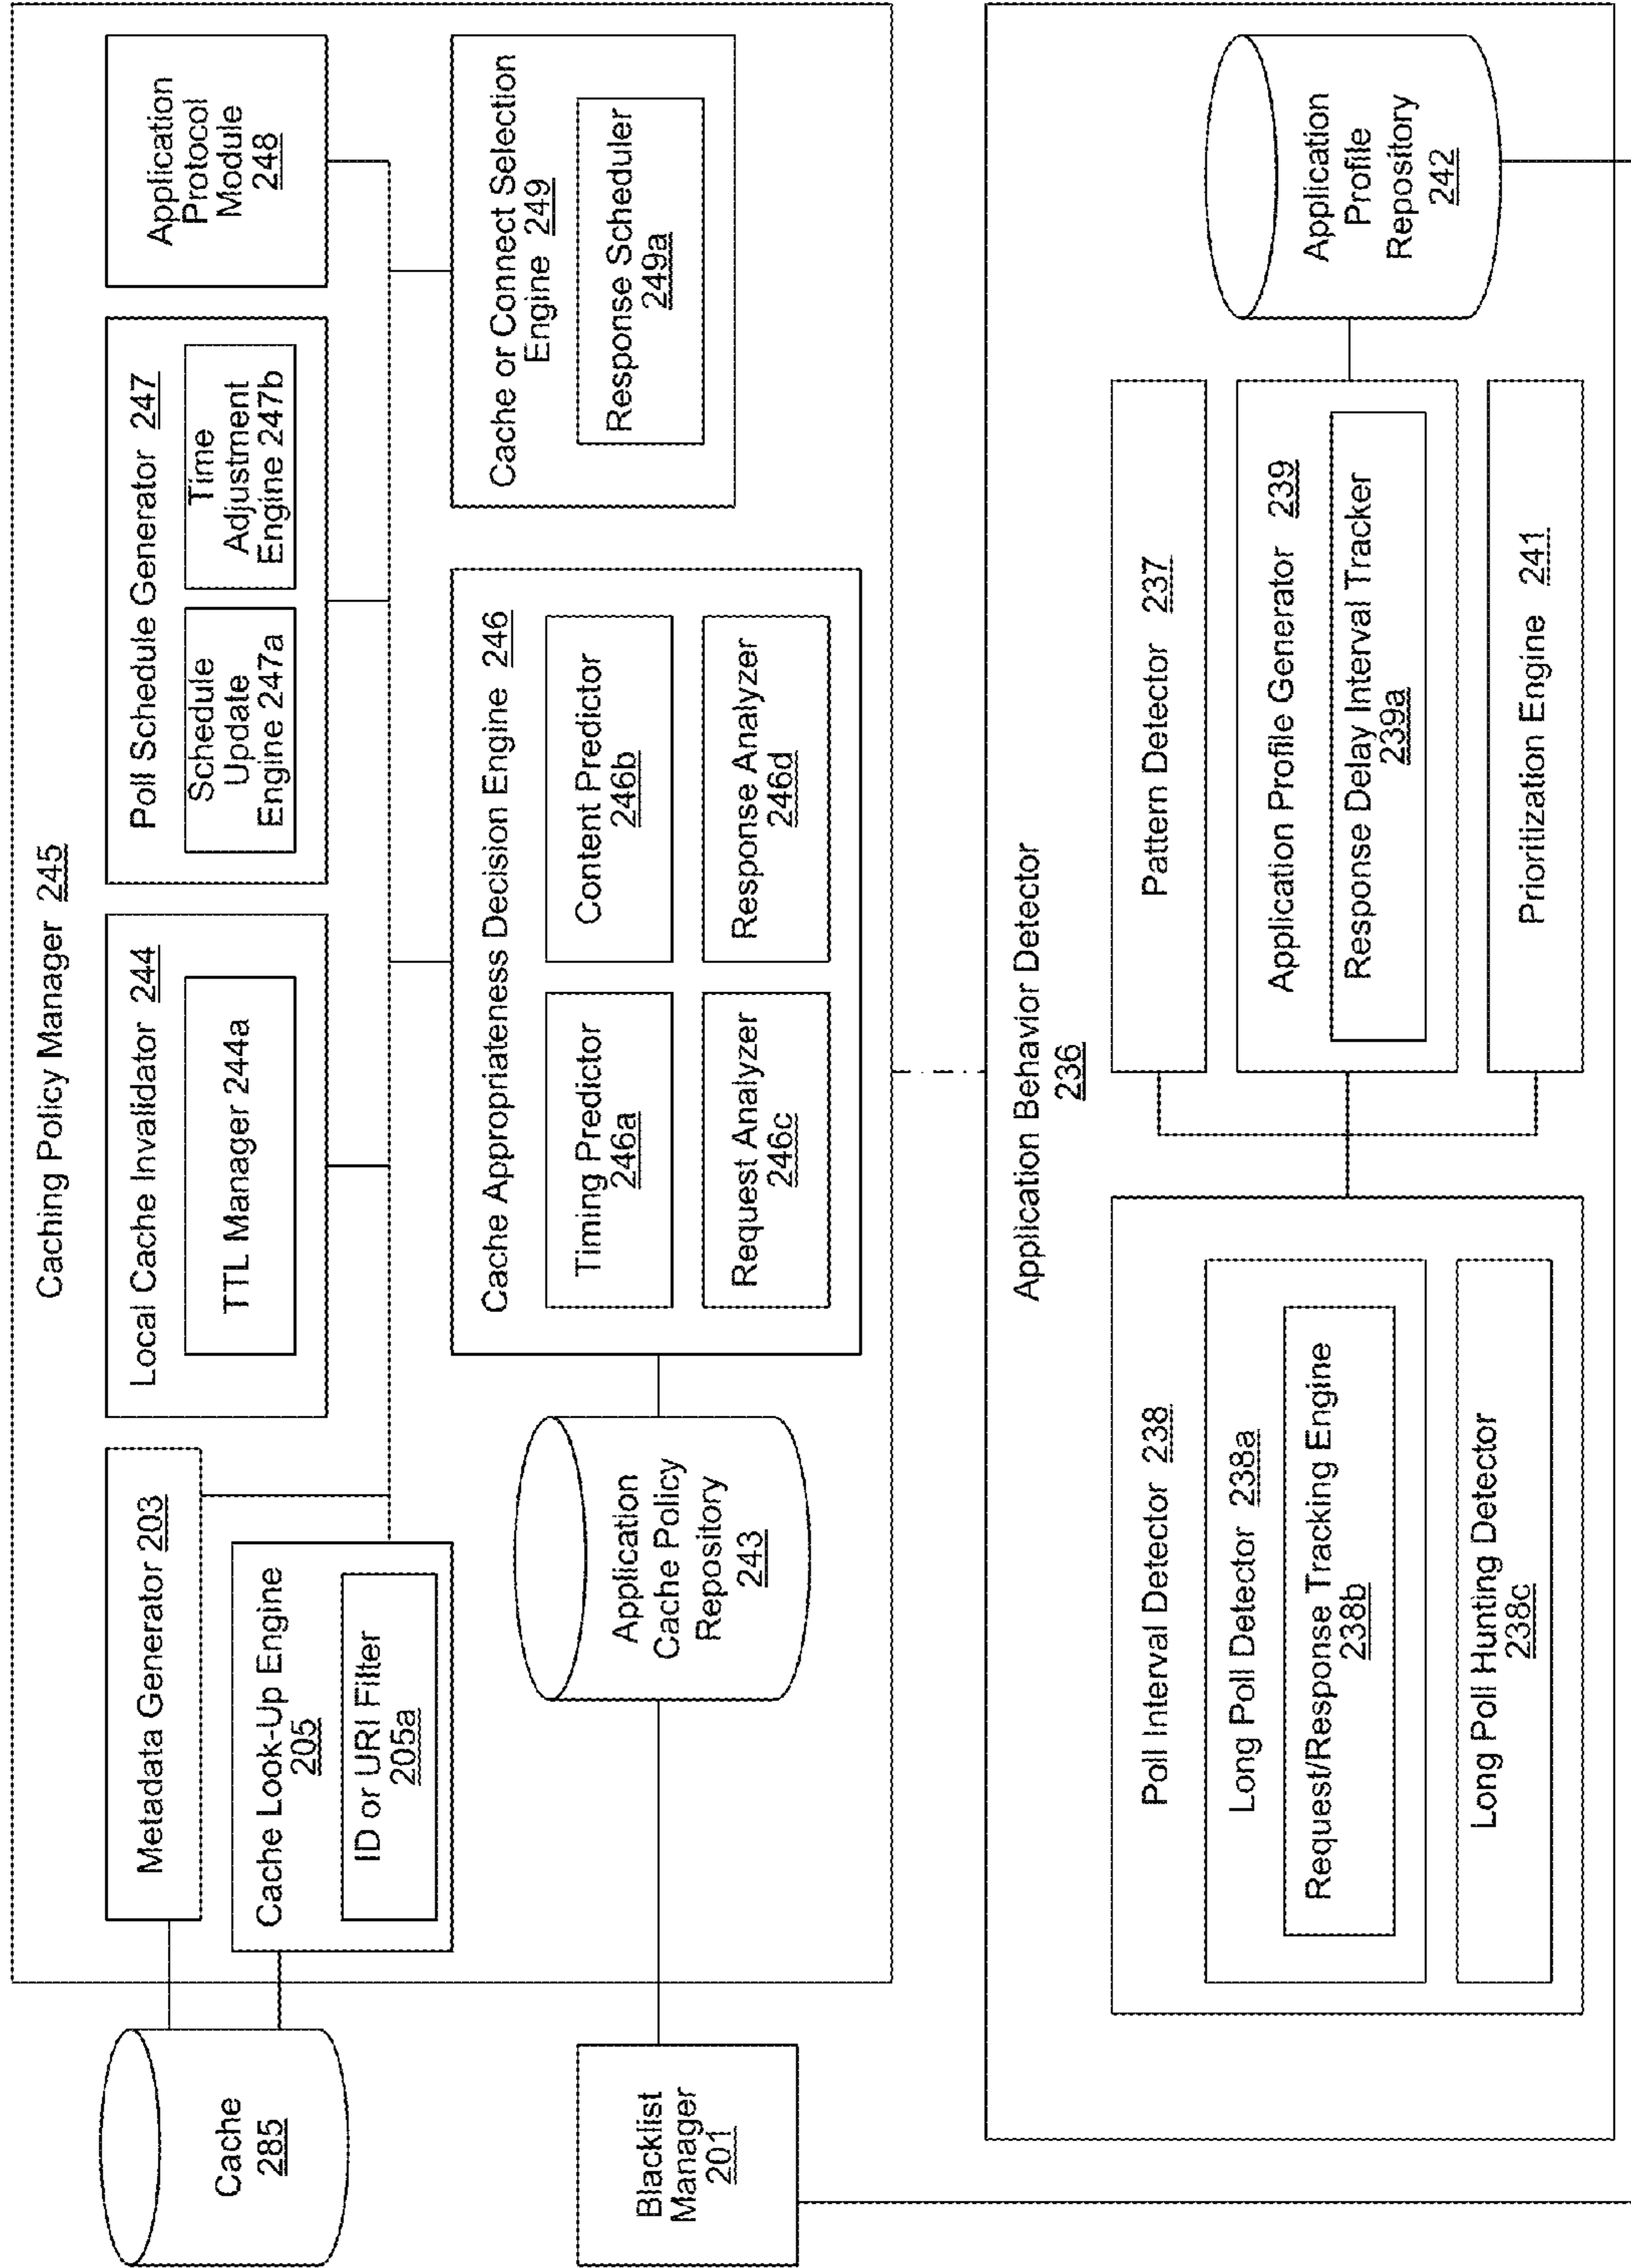 Caching Policy Manager 245
Cache
285
Metadata Generator 203
Cache Look-Up Engine
205
ID or URI Filter
205a
Local Cache Invalidator 244
TTL Manager 244a
Poll Schedule Generator 247
Schedule
Update
Engine 247a
Time
Adjustment
Engine 247b
Application
Protocol
Module
248
Blacklist
Manager
201
Application
Cache Policy
Repository
243
Cache Appropriateness Decision Engine 246
Timing Predictor
246a
Content Predictor
246b
Request Analyzer
246c
Response Analyzer
246d
Cache or Connect Selection
Engine 249
Response Scheduler
249a
Application Behavior Detector
236
Poll Interval Detector 238
Long Poll Detector 238a
Request/Response Tracking Engine
238b
Long Poll Hunting Detector
238c
Pattern Detector 237
Application Profile Generator 239
Response Delay Interval Tracker
239a
Prioritization Engine 241
Application
Profile
Repository
242